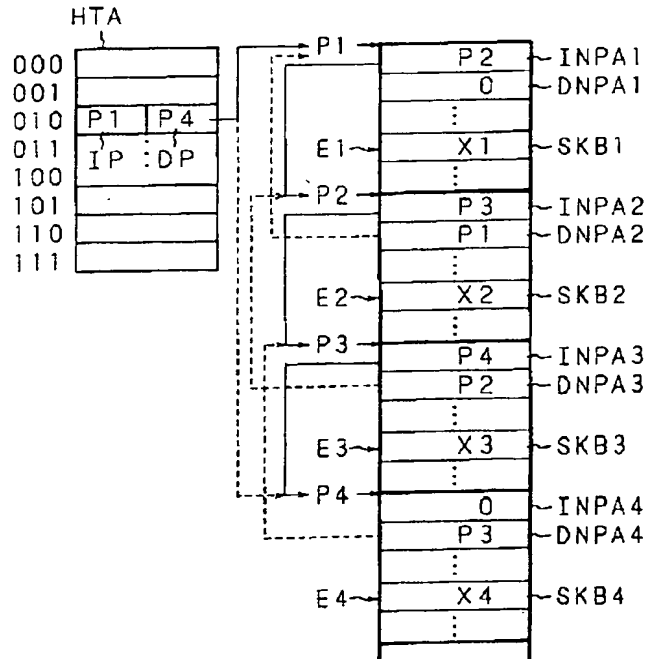 HTA
000
001
010 P1 P4
011 IP DP
100
101
110
111
P1 P2 INPA1
0 DNPA1
E1 X1 SKB1
P2 P3 INPA2
P1 DNPA2
E2 X2 SKB2
P3 P4 INPA3
P2 DNPA3
E3 X3 SKB3
P4 0 INPA4
P3 DNPA4
E4 X4 SKB4